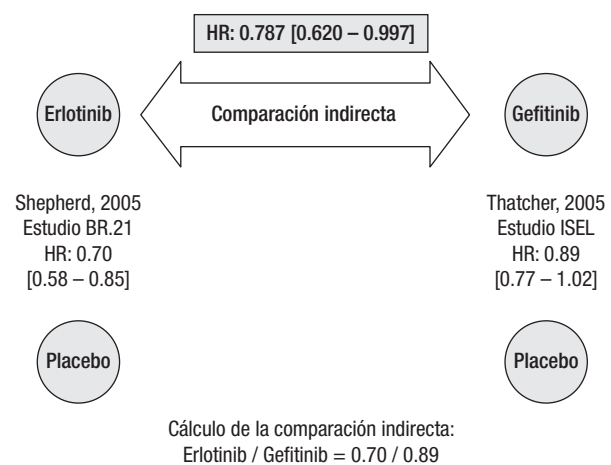 HR: 0.787 [0.620 – 0.997]
Erlotinib
Comparación indirecta
Gefitinib
Shepherd, 2005
Estudio BR.21
HR: 0.70
[0.58 – 0.85]
Thatcher, 2005
Estudio ISEL
HR: 0.89
[0.77 – 1.02]
Placebo
Placebo
Cálculo de la comparación indirecta:
Erlotinib / Gefitinib = 0.70 / 0.89